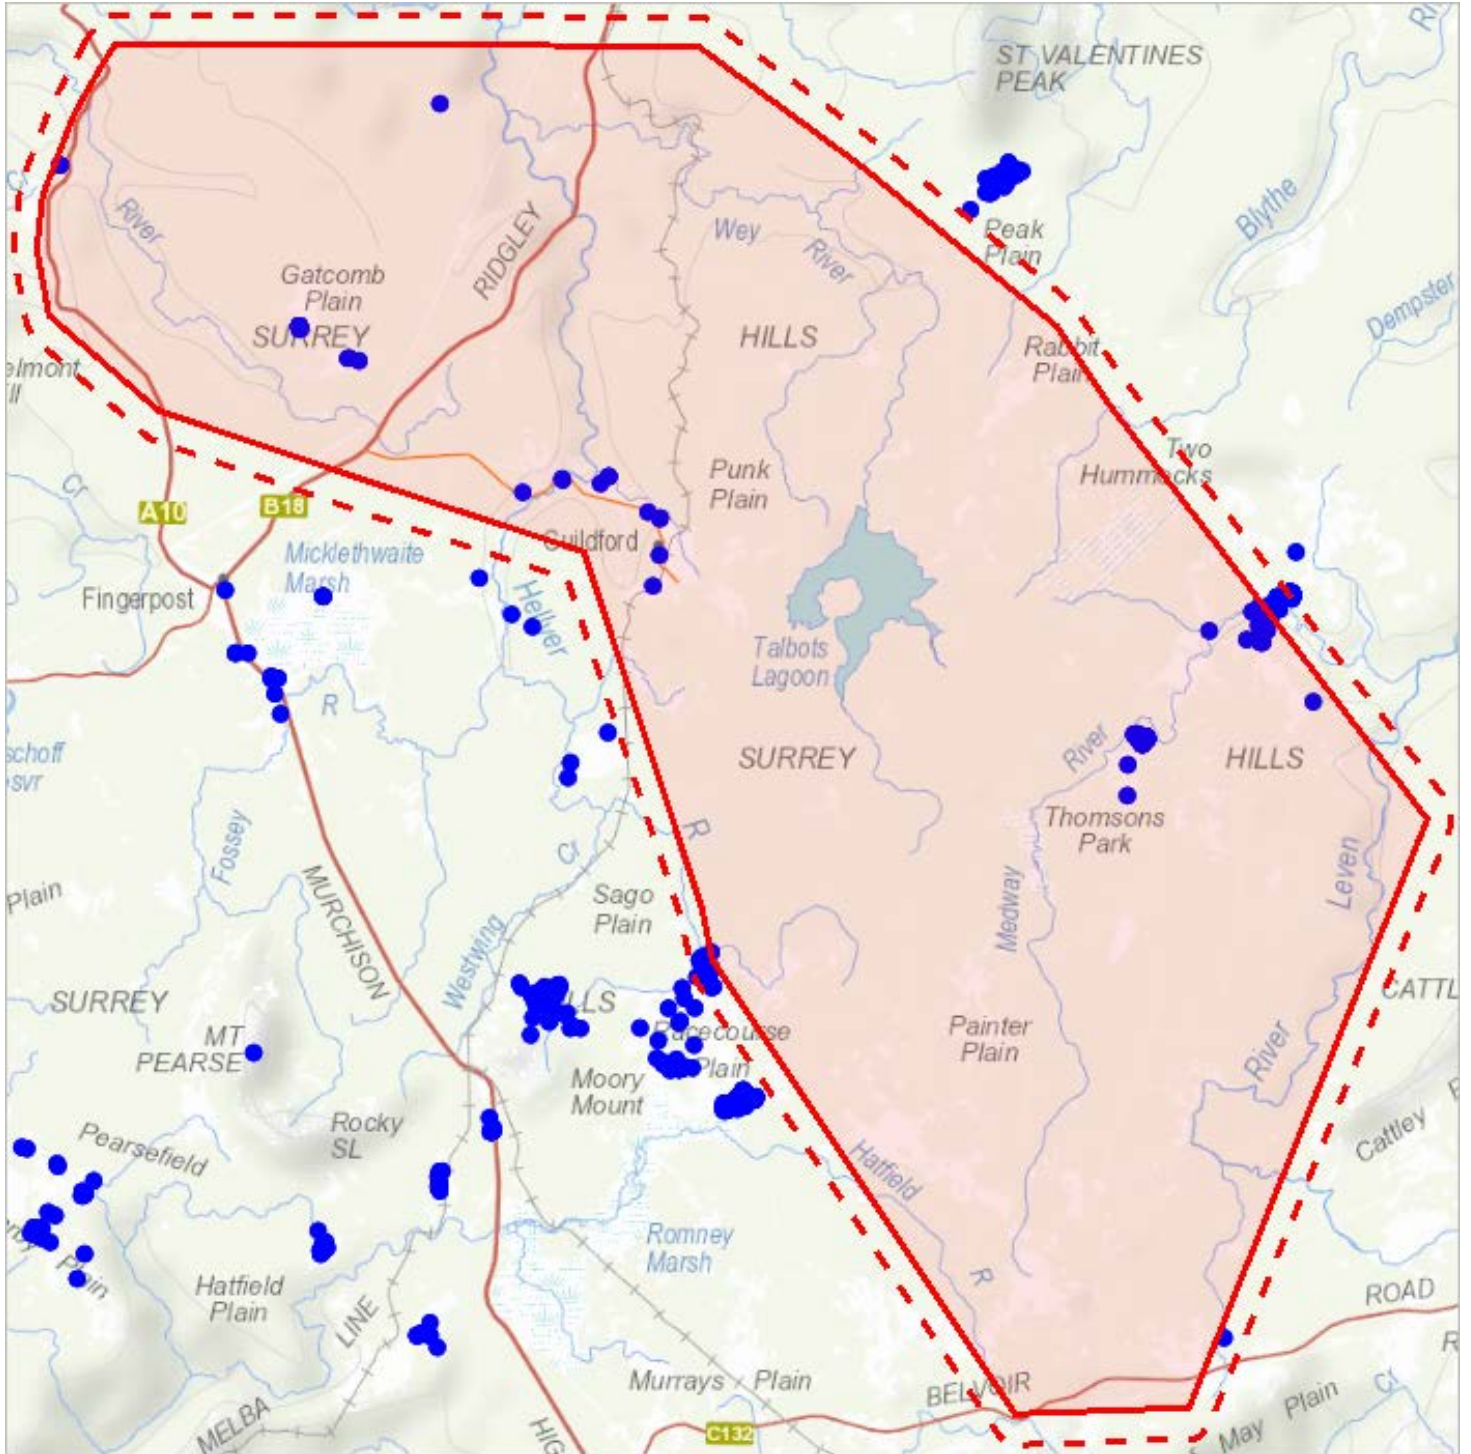 ST VALENTINES
PEAK
Blythe
Dempster
River
RIDGLEY
Wey
River
Peak
Plain
Gatcomb
Plain
SURREY
HILLS
Rabbit
Plain
elmont
Cr
Punk
Plain
Two
Hummocks
A10
B18
Guildford
Micklethwaite
Marsh
Fingerpost
Hellyer
Talbots
Lagoon
R
schoff
esvr
SURREY
River
HILLS
Thomsons
Park
R
Fossey
Cr
Leven
Plain
MURCHISON
Sago
Plain
Medway
Westwing
SURREY
LLS
CATTL
MT
PEARSE
Racecourse
Plain
Painter
Plain
River
Moory
Mount
Rocky
SL
Pearsefield
Cattley
Hatfield
Plain
Romney
Marsh
R
Hatfield
Plain
LINE
ROAD
Murrays Plain
BELVOIR
May Plain
Cr
MELBA
HIG
C132